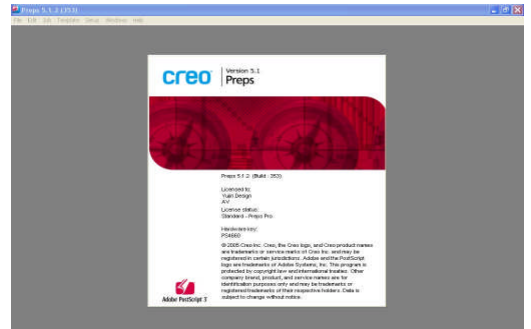 Preps 5.1.2 (353)
File Edit Job Template Setup Windows Help
creo
Version 5.1
Preps
Preps 5.1.2 (Build : 353)
Licensed to:
Yuan Design
AV
License status:
Standard - Preps Pro
Hardware key:
PS4660
© 2005 Creo Inc. Creo, the Creo logo, and Creo product names
are trademarks or service marks of Creo Inc. and may be
registered in certain jurisdictions. Adobe and the PostScript
logo are trademarks of Adobe Systems, Inc. This program is
protected by copyright law and international treaties. Other
company brand, product, and service names are for
identification purposes only and may be trademarks or
registered trademarks of their respective holders. Data is
subject to change without notice.
Adobe PostScript 3